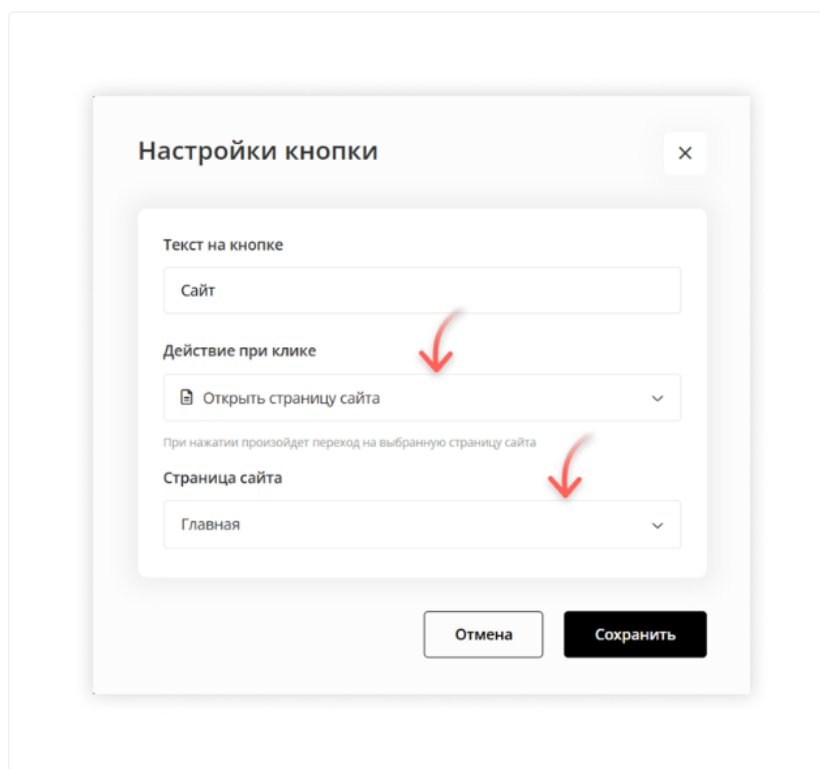 Настройки кнопки
Текст на кнопке
Сайт
Действие при клике
Открыть страницу сайта
При нажатии произойдет переход на выбранную страницу сайта
Страница сайта
Главная
Отмена
Сохранить